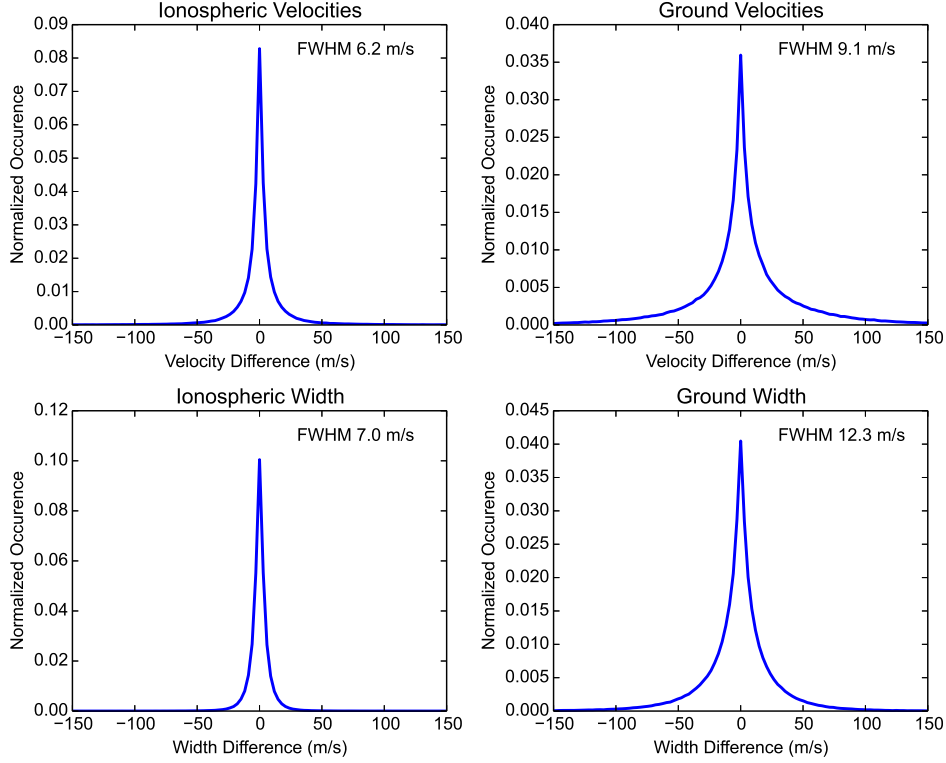 Ionospheric Velocities
FWHM 6.2 m/s
0.09
0.08
0.07
0.06
0.05
0.04
0.03
0.02
0.01
0.00
Normalized Occurence
−150 −100 −50 0 50 100 150
Velocity Difference (m/s)
Ground Velocities
FWHM 9.1 m/s
0.040
0.035
0.030
0.025
0.020
0.015
0.010
0.005
0.000
Normalized Occurence
−150 −100 −50 0 50 100 150
Velocity Difference (m/s)
Ionospheric Width
FWHM 7.0 m/s
0.12
0.10
0.08
0.06
0.04
0.02
0.00
Normalized Occurence
−150 −100 −50 0 50 100 150
Width Difference (m/s)
Ground Width
FWHM 12.3 m/s
0.045
0.040
0.035
0.030
0.025
0.020
0.015
0.010
0.005
0.000
Normalized Occurence
−150 −100 −50 0 50 100 150
Width Difference (m/s)